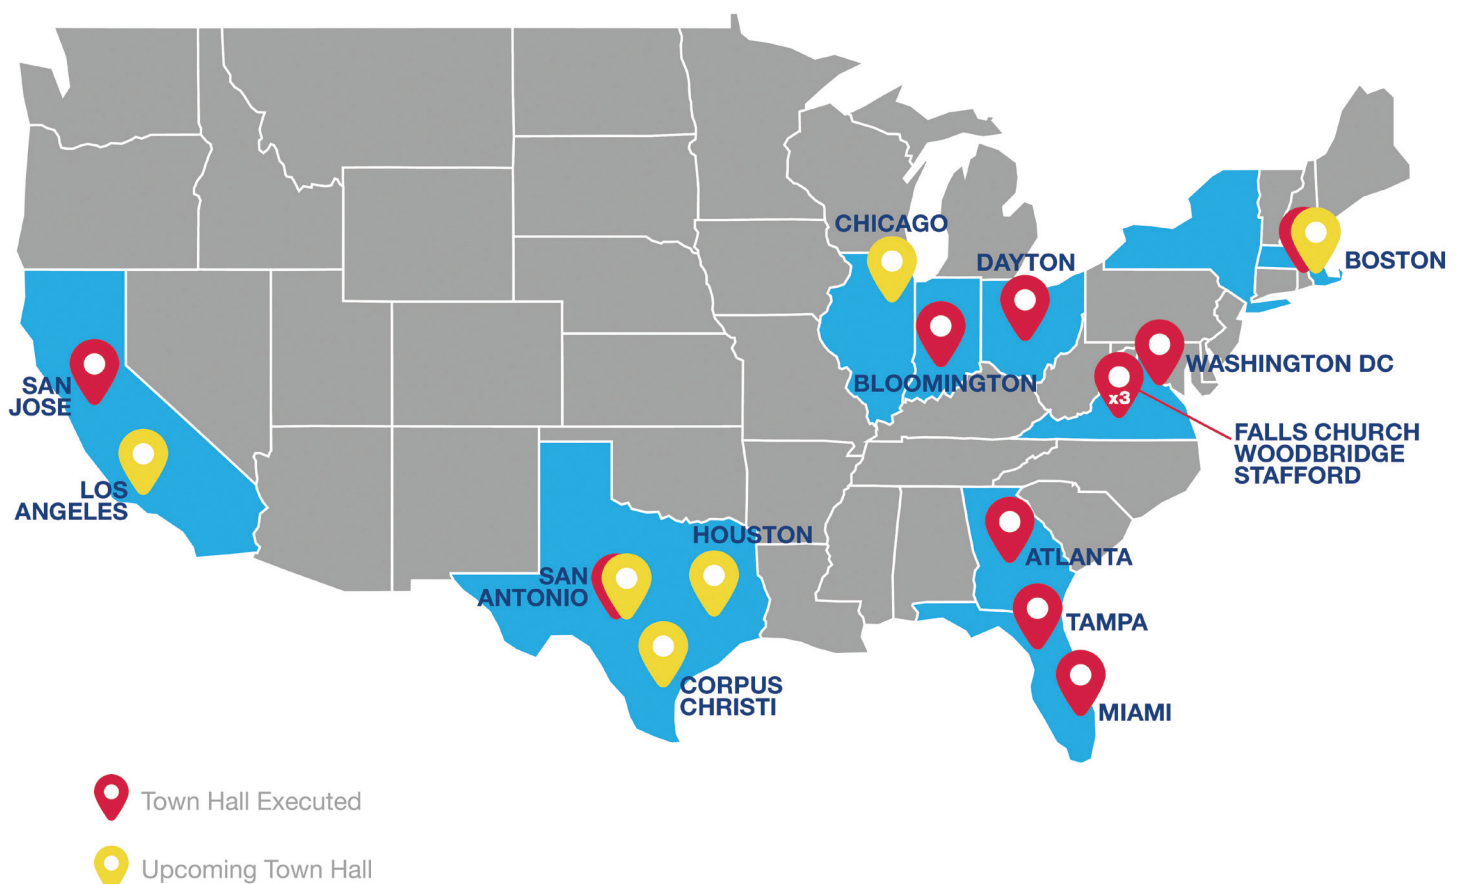 CHICAGO
DAYTON
BOSTON
BLOOMINGTON
WASHINGTON DC
x3
SAN
JOSE
FALLS CHURCH
WOODBRIDGE
STAFFORD
LOS
ANGELES
HOUSTON
ATLANTA
SAN
ANTONIO
TAMPA
CORPUS
CHRISTI
MIAMI
Town Hall Executed
Upcoming Town Hall